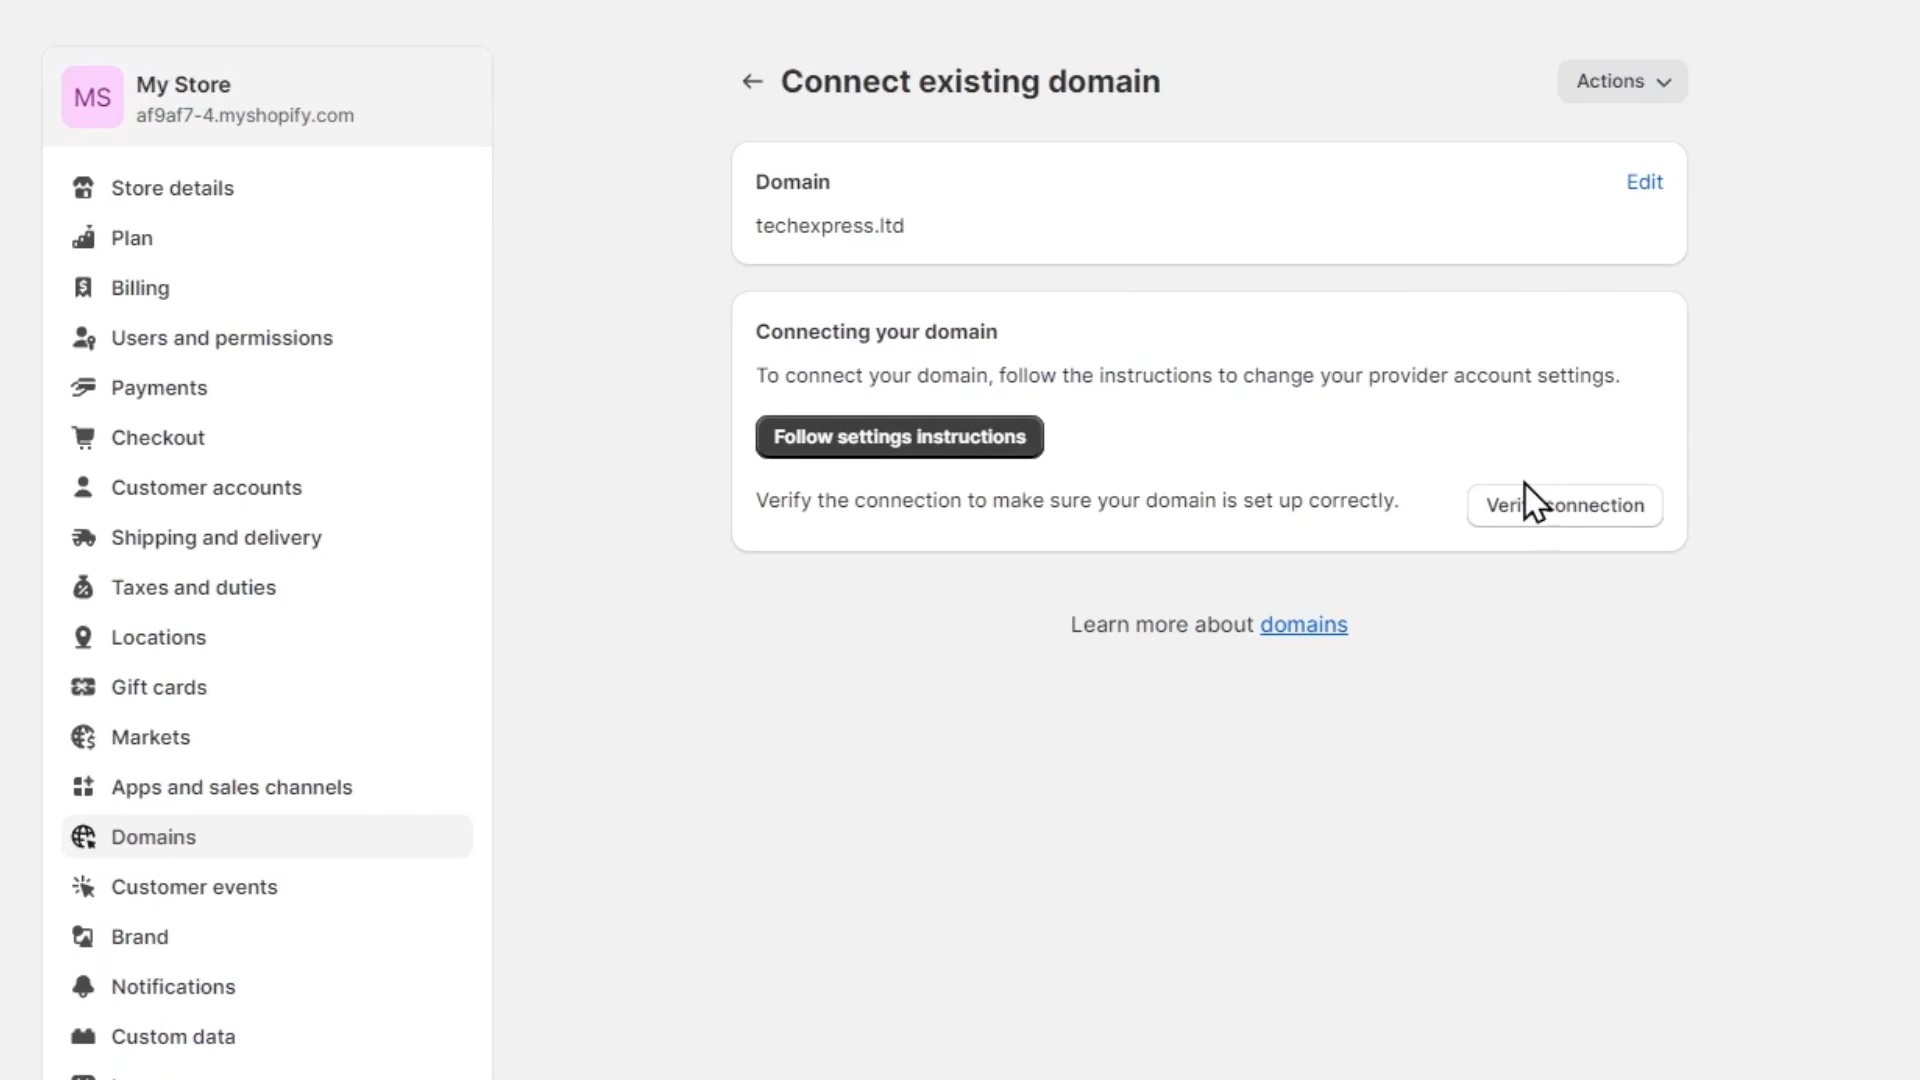 MS
My Store
af9af7-4.myshopify.com
Store details
Plan
Billing
Users and permissions
Payments
Checkout
Customer accounts
Shipping and delivery
Taxes and duties
Locations
Gift cards
Markets
Apps and sales channels
Domains
Customer events
Brand
Notifications
Custom data
Connect existing domain
Actions
Domain
Edit
techexpress.ltd
Connecting your domain
To connect your domain, follow the instructions to change your provider account settings.
Follow settings instructions
Verify the connection to make sure your domain is set up correctly.
Verify connection
Learn more about domains